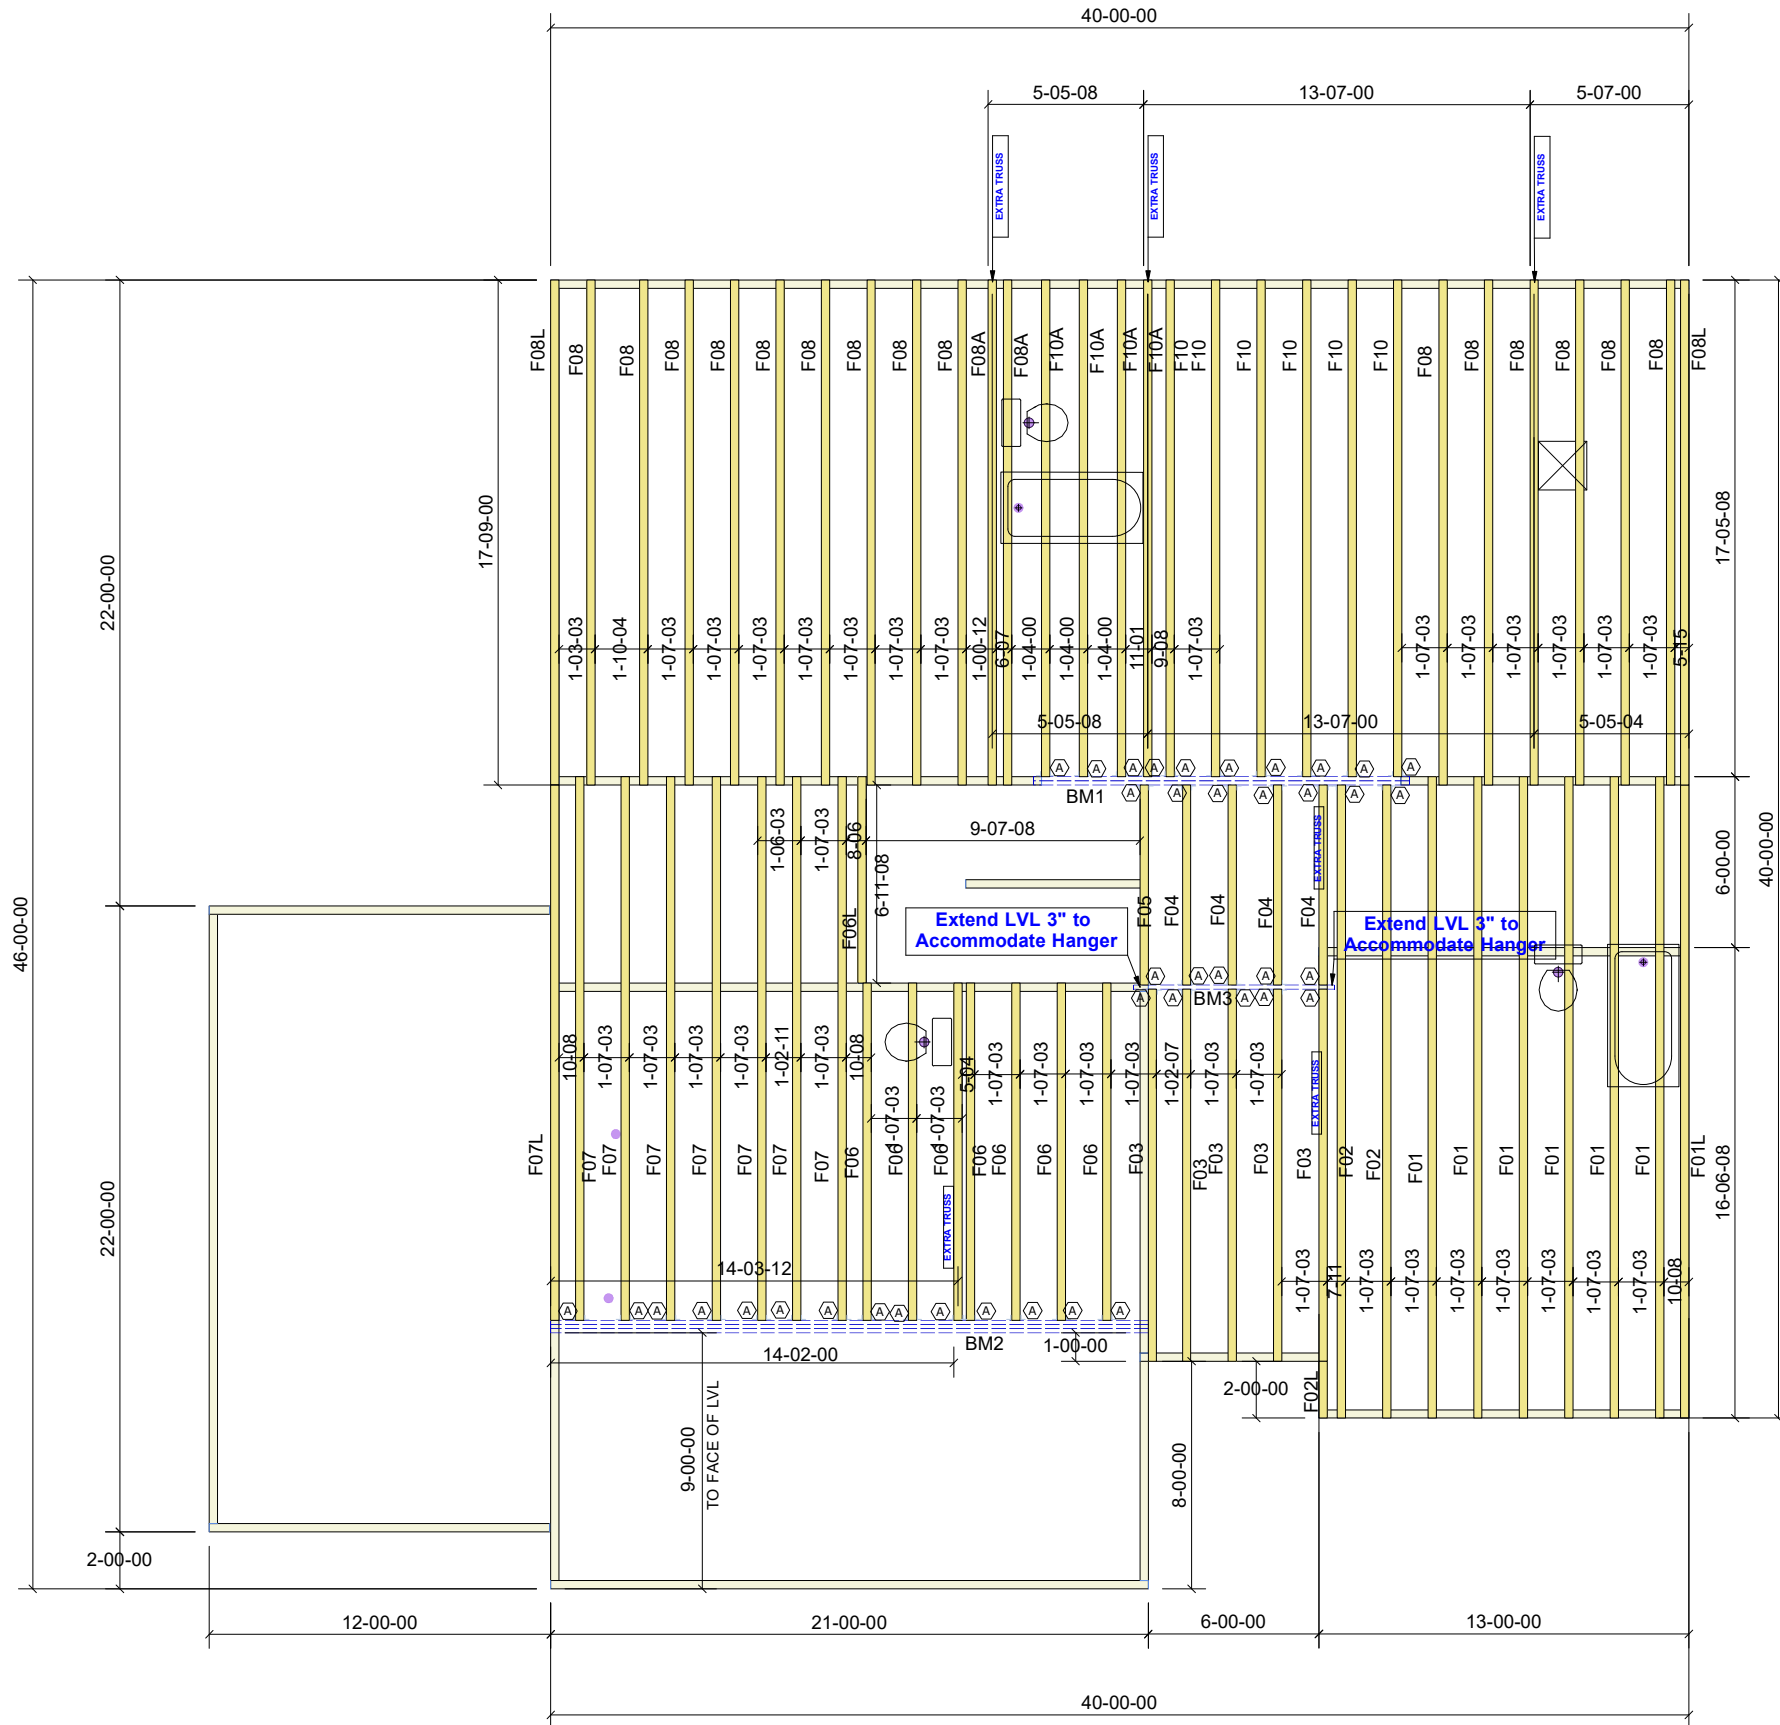 40-00-00
5-05-08
13-07-00
5-07-00
EXTRA TRUSS
EXTRA TRUSS
EXTRA TRUSS
F08L
F08
F08
F08
F08
F08
F08
F08
F08
F08
F08A
F08A
F10A
F10A
F10A
F10A
F10
F10
F10
F10
F10
F10
F08
F08
F08
F08
F08
F08
F08L
17-09-00
22-00-00
46-00-00
17-05-08
40-00-00
1-03-03
1-10-04
1-07-03
1-07-03
1-07-03
1-07-03
1-07-03
1-07-03
1-07-03
1-00-12
6-07
1-04-00
1-04-00
1-04-00
11-01
9-08
1-07-03
1-07-03
1-07-03
1-07-03
1-07-03
1-07-03
1-07-03
5-15
5-05-08
13-07-00
5-05-04
A
A
A
A
A
A
A
A
A
A
BM1
A
A
A
A
A
A
A
1-06-03
1-07-03
8-06
9-07-08
6-11-08
EXTRA TRUSS
6-00-00
F06L
F05
F04
F04
F04
F04
Extend LVL 3" to
Accommodate Hanger
Extend LVL 3" to
Accommodate Hanger
A
A
A
A
A
BM3
A
A
A
A
A
10-08
1-07-03
1-07-03
1-07-03
1-07-03
1-02-11
1-07-03
10-08
1-07-03
1-07-03
5-04
1-07-03
1-07-03
1-07-03
1-07-03
1-02-07
1-07-03
1-07-03
EXTRA TRUSS
F07L
F07
F07
F07
F07
F07
F07
F07
F06
F06
F06
F06
F06
F06
F06
F03
F03
F03
F03
F03
F02
F02
F01
F01
F01
F01
F01
F01
F01L
16-06-08
22-00-00
EXTRA TRUSS
14-03-12
1-07-03
7-11
1-07-03
1-07-03
1-07-03
1-07-03
1-07-03
1-07-03
1-07-03
10-08
A
A
A
A
A
A
A
A
A
A
A
A
A
A
BM2
14-02-00
1-00-00
2-00-00
F02L
9-00-00
TO FACE OF LVL
8-00-00
2-00-00
12-00-00
21-00-00
6-00-00
13-00-00
40-00-00